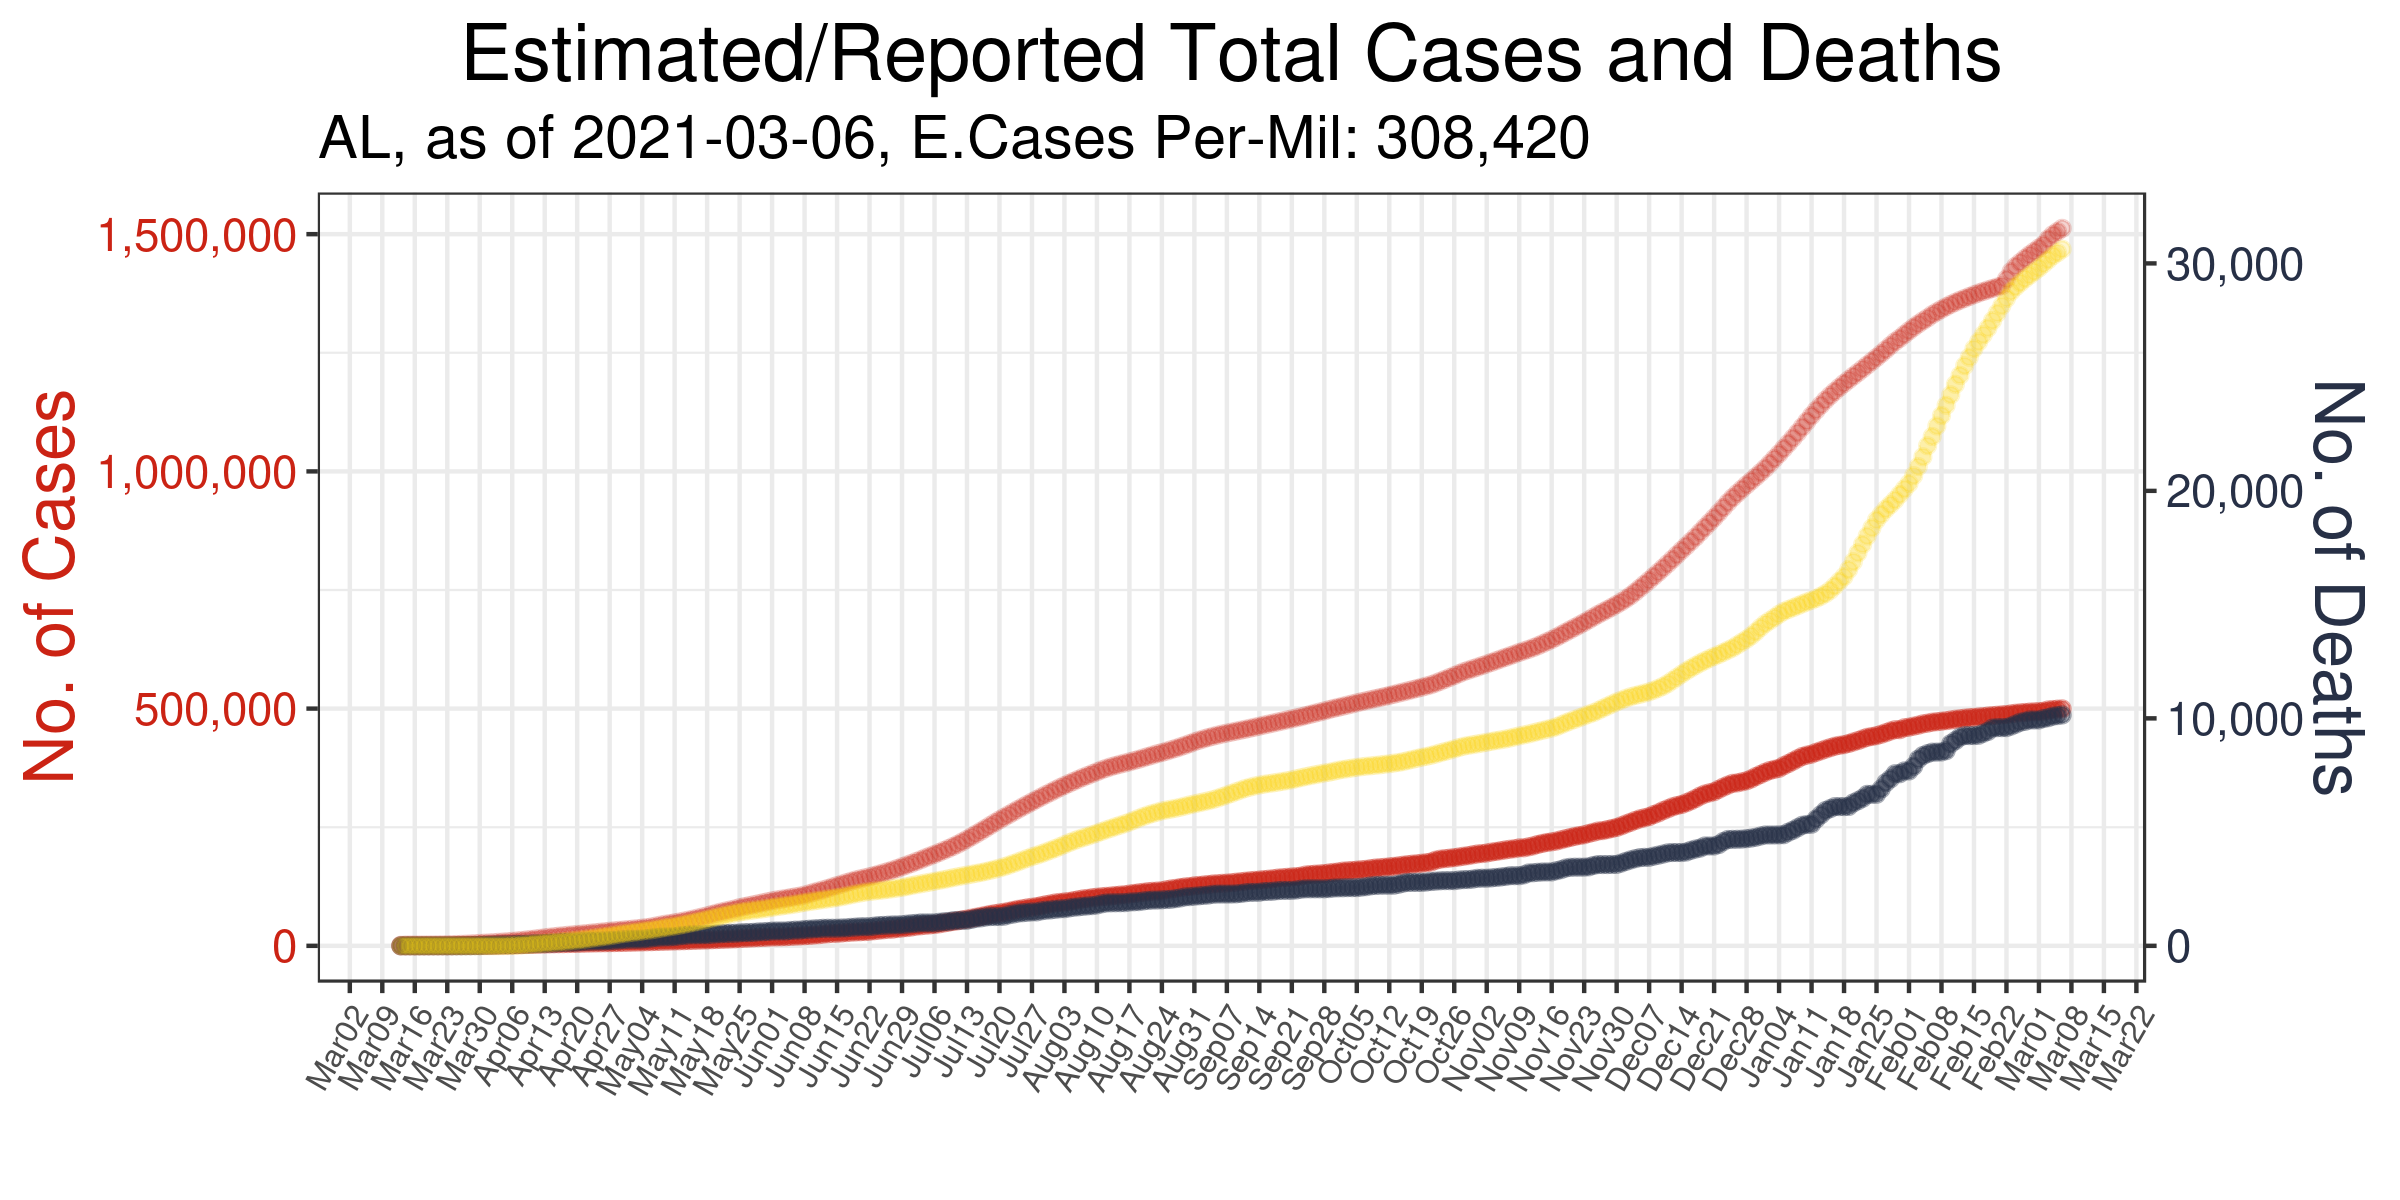 Estimated/Reported Total Cases and Deaths
AL, as of 2021-03-06, E.Cases Per-Mil: 308,420
No. of Cases
1,500,000
1,000,000
500,000
0
30,000
20,000
10,000
0
No. of Deaths
Mar02
Mar09
Mar16
Mar23
Mar30
Apr06
Apr13
Apr20
Apr27
May04
May11
May18
May25
Jun01
Jun08
Jun15
Jun22
Jun29
Jul06
Jul13
Jul20
Jul27
Aug03
Aug10
Aug17
Aug24
Aug31
Sep07
Sep14
Sep21
Sep28
Oct05
Oct12
Oct19
Oct26
Nov02
Nov09
Nov16
Nov23
Nov30
Dec07
Dec14
Dec21
Dec28
Jan04
Jan11
Jan18
Jan25
Feb01
Feb08
Feb15
Feb22
Mar01
Mar08
Mar15
Mar22